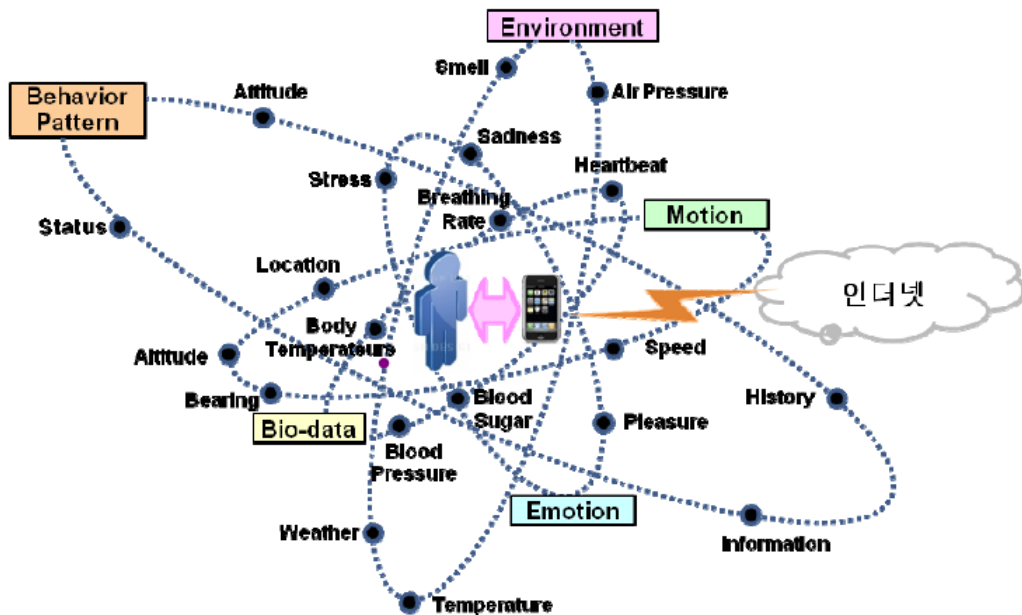 Environment
Smell
Behavior
Pattern
Attitude
Air Pressure
Sadness
Heartbeat
Stress
Breathing
Rate
Motion
Status
Location
인터넷
Body
Temperateurs
Altitude
Speed
Bearing
Blood
Sugar
History
Bio-data
Pleasure
Blood
Pressure
Emotion
Weather
Information
Temperature